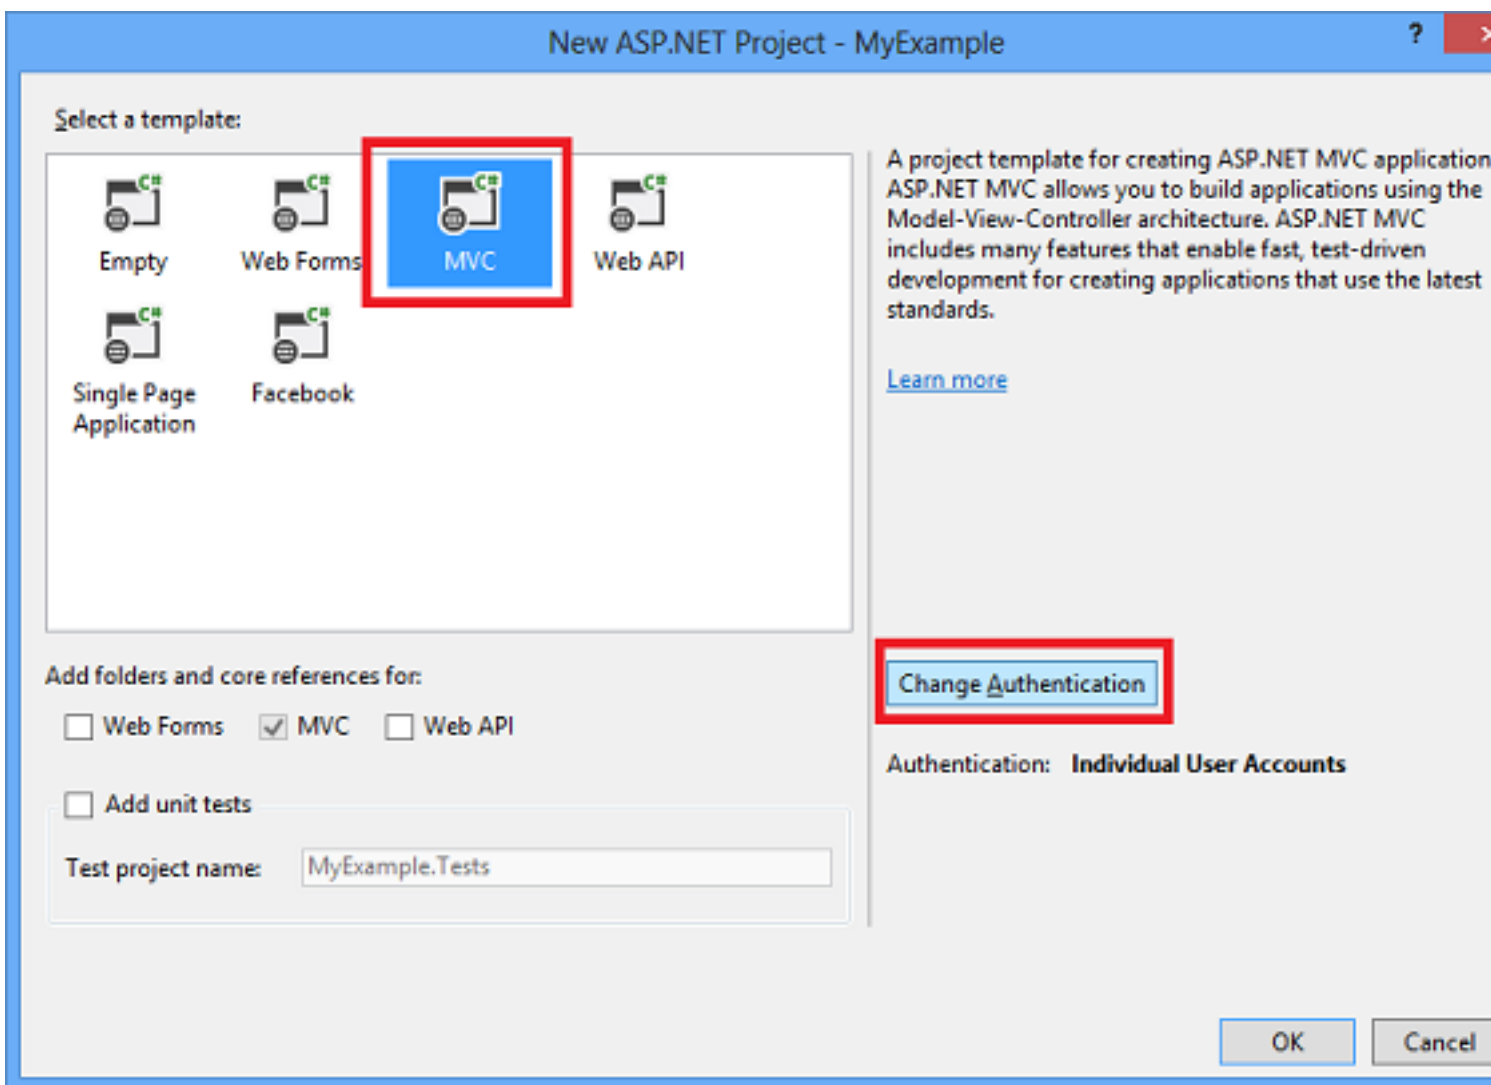 New ASP.NET Project - MyExample
?
Select a template:
C# C# C# C#
Empty Web Forms MVC Web API
C# C#
Single Page Facebook
Application
A project template for creating ASP.NET MVC application
ASP.NET MVC allows you to build applications using the
Model-View-Controller architecture. ASP.NET MVC
includes many features that enable fast, test-driven
development for creating applications that use the latest
standards.
Learn more
Add folders and core references for:
Web Forms MVC Web API
Add unit tests
Test project name: MyExample.Tests
Change Authentication
Authentication: Individual User Accounts
OK Cancel